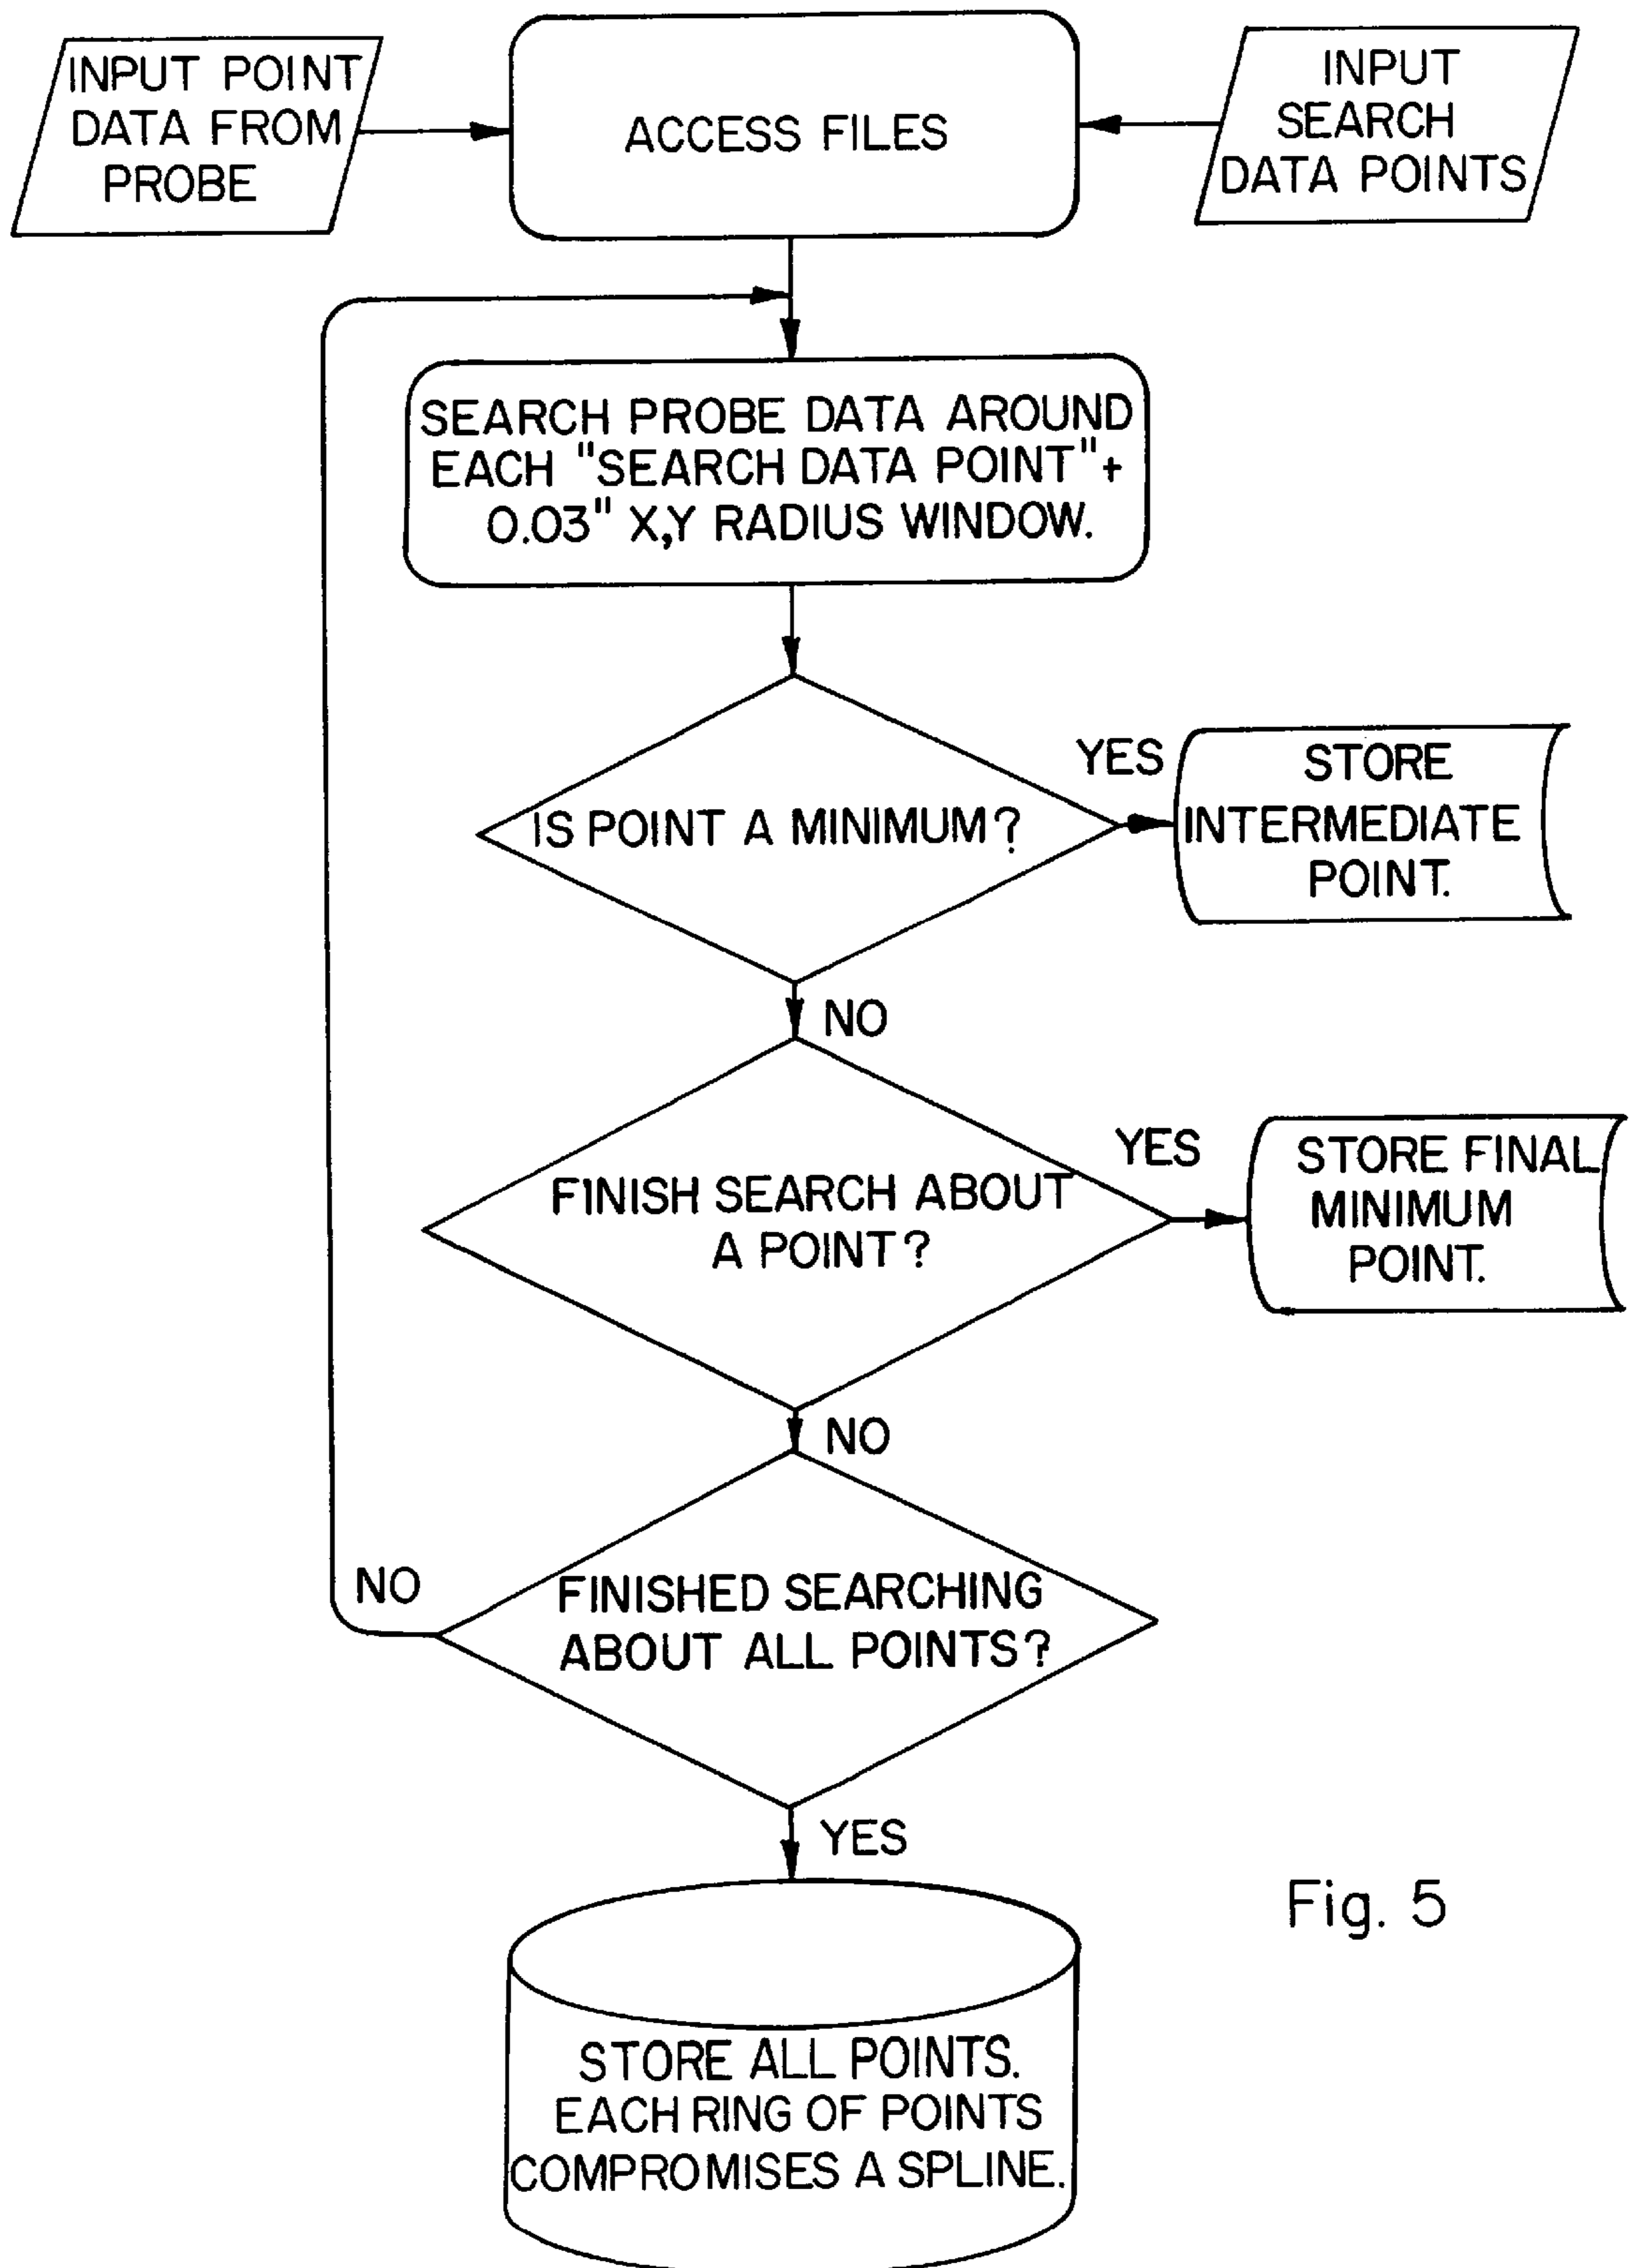 INPUT POINT
DATA FROM
PROBE
ACCESS FILES
INPUT
SEARCH
DATA POINTS
SEARCH PROBE DATA AROUND
EACH "SEARCH DATA POINT"+
0.03" X,Y RADIUS WINDOW.
IS POINT A MINIMUM?
YES
STORE
INTERMEDIATE
POINT.
NO
FINISH SEARCH ABOUT
A POINT?
YES
STORE FINAL
MINIMUM
POINT.
NO
FINISHED SEARCHING
ABOUT ALL POINTS?
NO
YES
STORE ALL POINTS.
EACH RING OF POINTS
COMPROMISES A SPLINE.
Fig. 5